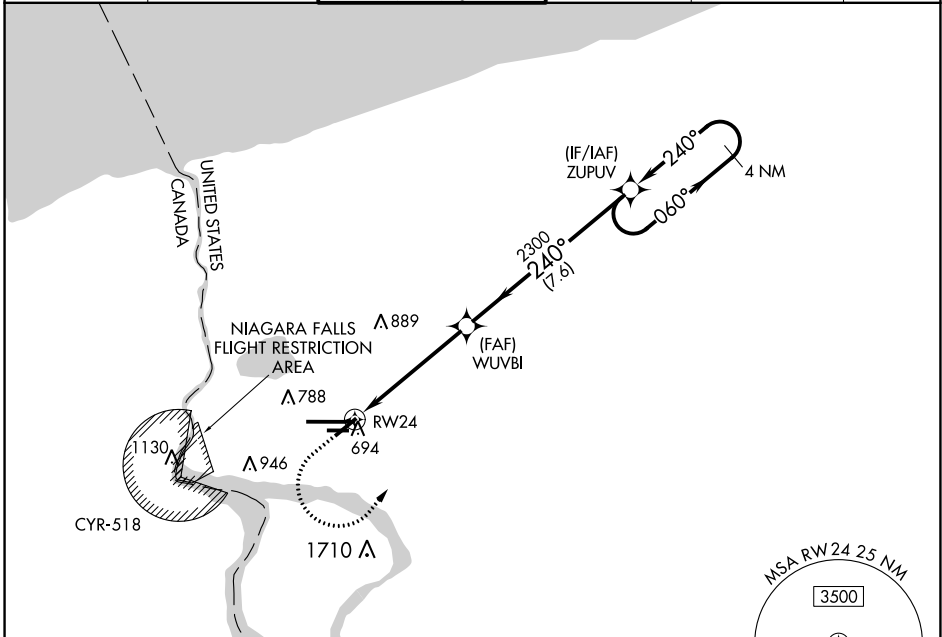 (IF/IAF)
ZUPUV
240°
4 NM
060°
UNITED STATES
CANADA
2300
240°
(7.6)
889
NIAGARA FALLS
FLIGHT RESTRICTION
AREA
(FAF)
WUVBI
788
RW24
694
1130
946
CYR-518
1710
MSA RW24 25 NM
3500